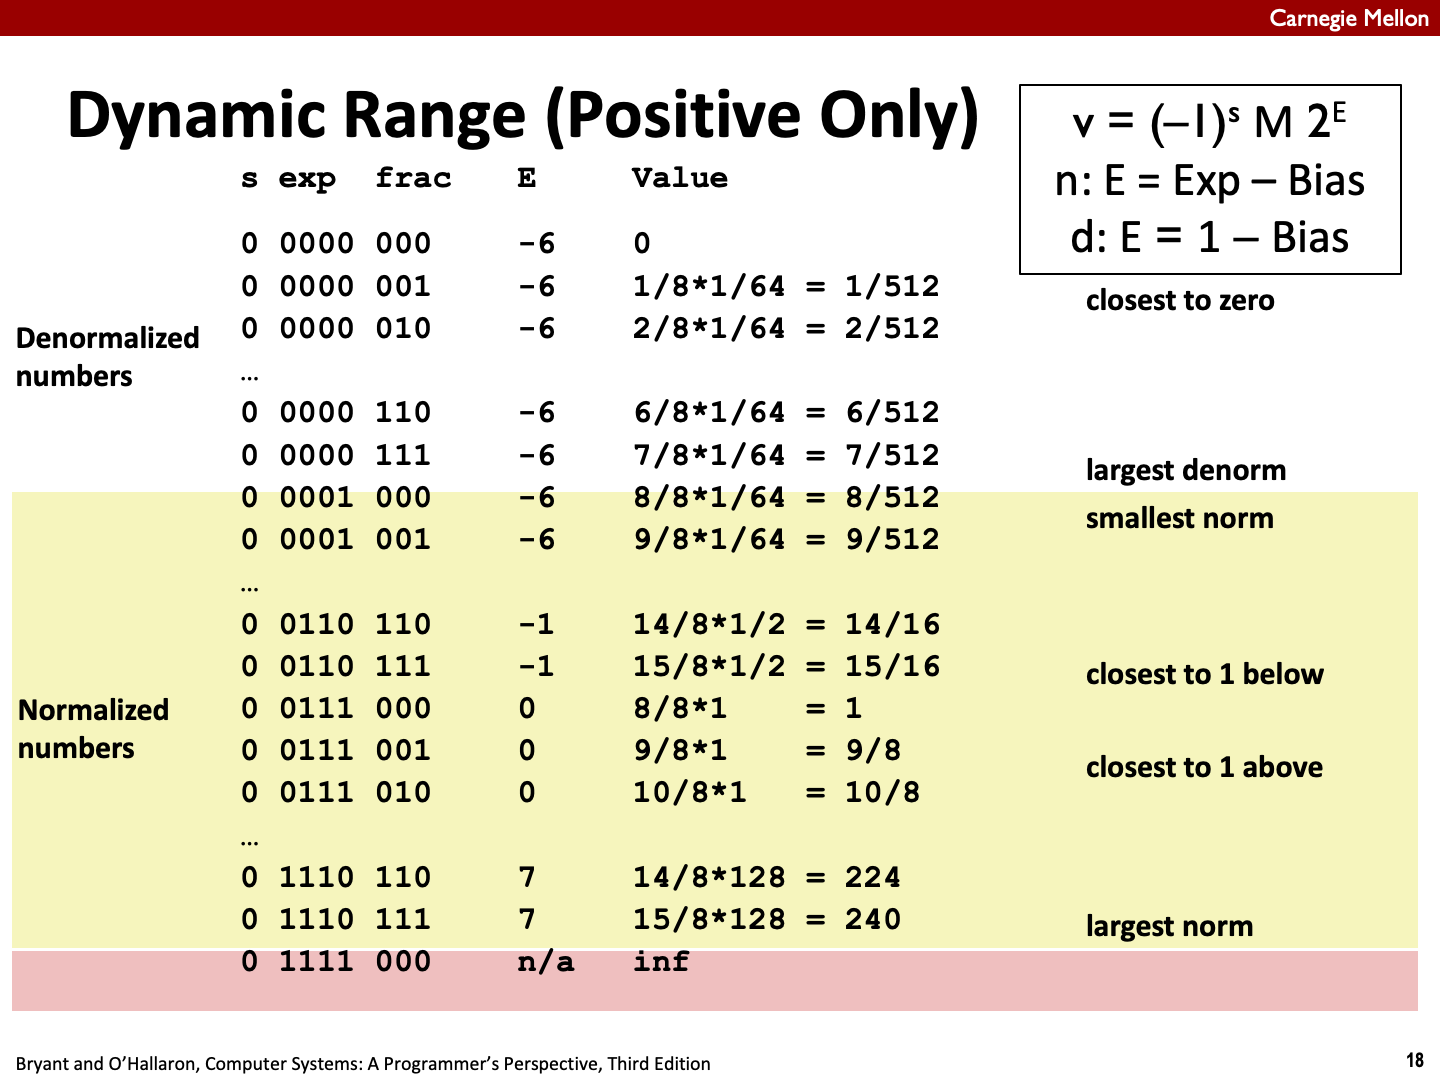 Carnegie Mellon
Dynamic Range (Positive Only)
v = (–1)ˢ M 2ᴱ
n: E = Exp – Bias
d: E = 1 – Bias
s exp frac E Value
0 0000 000 -6 0
0 0000 001 -6 1/8*1/64 = 1/512 closest to zero
0 0000 010 -6 2/8*1/64 = 2/512
Denormalized
numbers
…
0 0000 110 -6 6/8*1/64 = 6/512
0 0000 111 -6 7/8*1/64 = 7/512 largest denorm
0 0001 000 -6 8/8*1/64 = 8/512 smallest norm
0 0001 001 -6 9/8*1/64 = 9/512
…
0 0110 110 -1 14/8*1/2 = 14/16
0 0110 111 -1 15/8*1/2 = 15/16 closest to 1 below
Normalized
numbers
0 0111 000 0 8/8*1 = 1
0 0111 001 0 9/8*1 = 9/8 closest to 1 above
0 0111 010 0 10/8*1 = 10/8
…
0 1110 110 7 14/8*128 = 224
0 1110 111 7 15/8*128 = 240 largest norm
0 1111 000 n/a inf
Bryant and O’Hallaron, Computer Systems: A Programmer’s Perspective, Third Edition 18